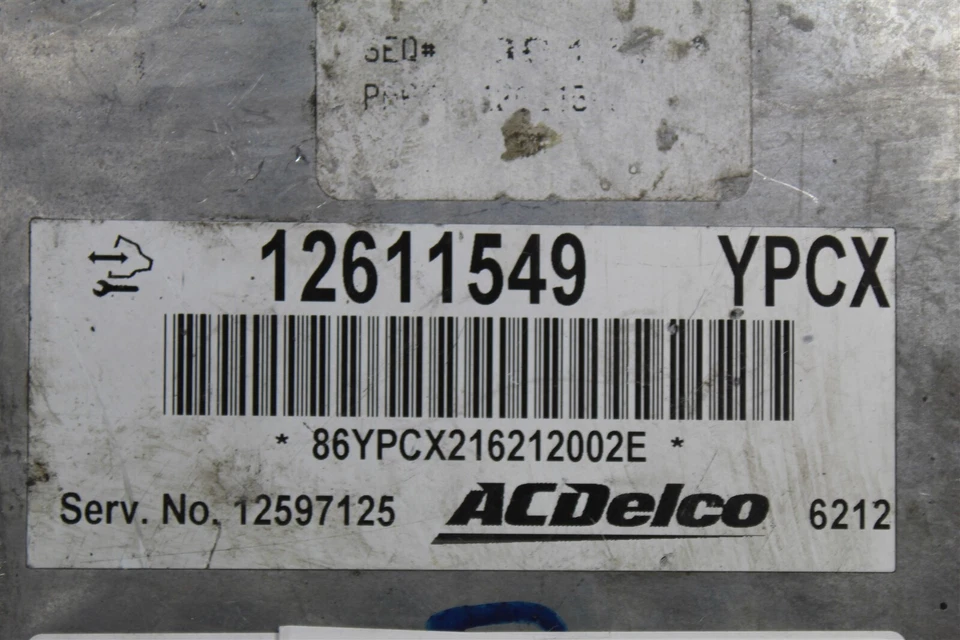 SEQ#
12611549 YPCX
* 86YPCX216212002E *
Serv. No. 12597125 ACDelco 6212